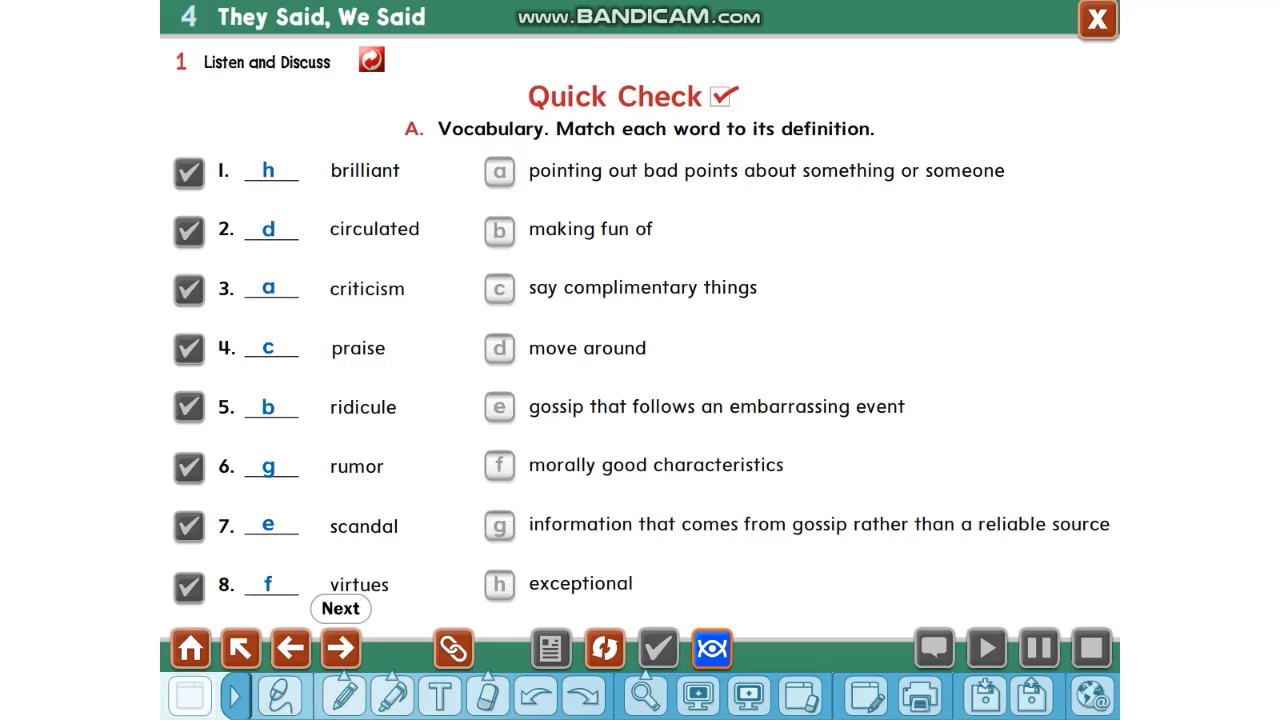 4 They Said, We Said
www.BANDICAM.com
X
1 Listen and Discuss
Quick Check
A. Vocabulary. Match each word to its definition.
1. h brilliant a pointing out bad points about something or someone
2. d circulated b making fun of
3. a criticism c say complimentary things
4. c praise d move around
5. b ridicule e gossip that follows an embarrassing event
6. g rumor f morally good characteristics
7. e scandal g information that comes from gossip rather than a reliable source
8. f virtues h exceptional
Next
T
@